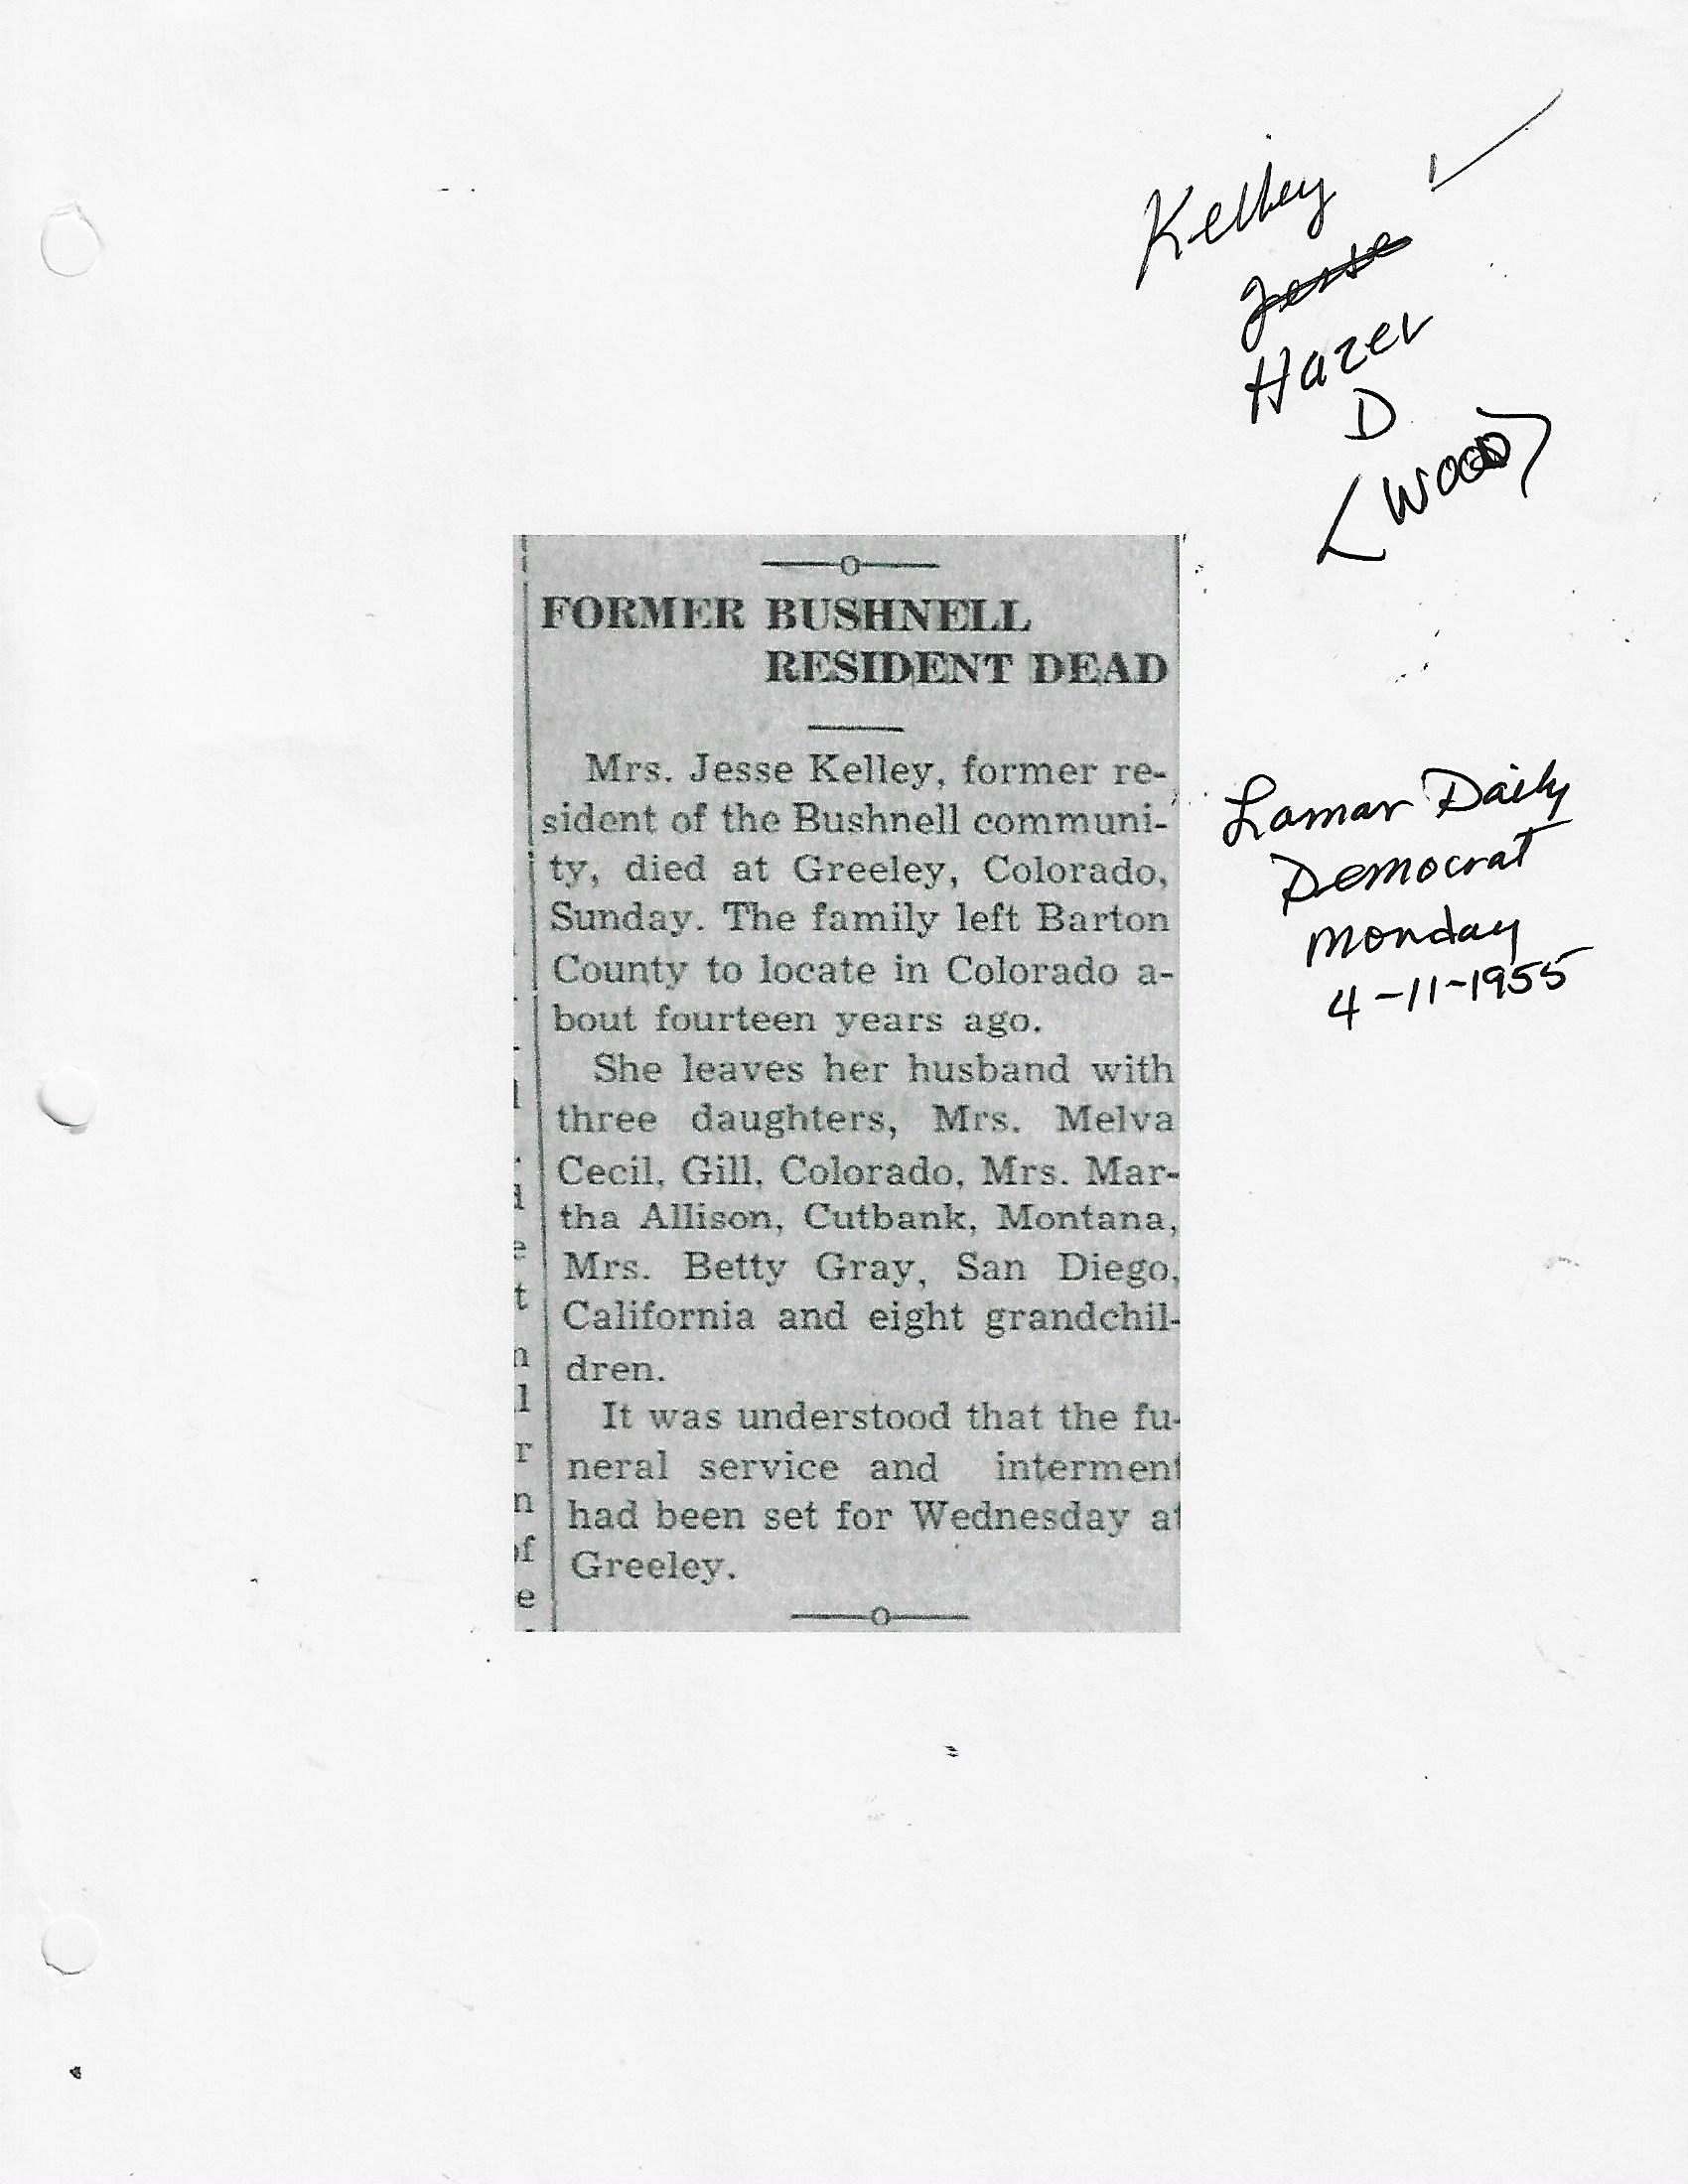 Kelley
Jesse
Hazel
D
(WOOD)
FORMER BUSHNELL
RESIDENT DEAD
Mrs. Jesse Kelley, former re-
sident of the Bushnell communi-
ty, died at Greeley, Colorado,
Sunday. The family left Barton
County to locate in Colorado a-
bout fourteen years ago.
She leaves her husband with
three daughters, Mrs. Melva
Cecil, Gill, Colorado, Mrs. Mar-
tha Allison, Cutbank, Montana,
Mrs. Betty Gray, San Diego,
California and eight grandchil-
dren.
It was understood that the fu-
neral service and interment
had been set for Wednesday at
Greeley.
Lamar Daily
Democrat
Monday
4-11-1955